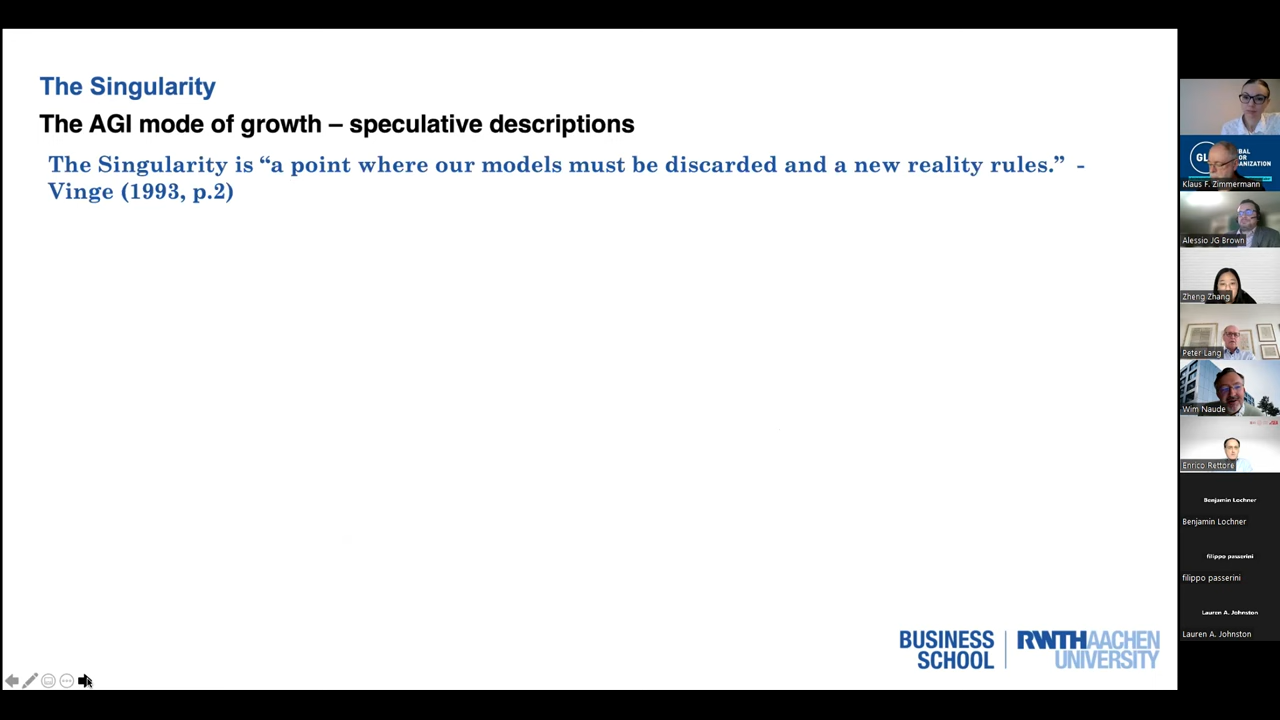 The Singularity
The AGI mode of growth – speculative descriptions
The Singularity is “a point where our models must be discarded and a new reality rules.” -
Vinge (1993, p.2)
BUSINESS
SCHOOL
RWTHAACHEN
UNIVERSITY
Klaus F. Zimmermann
Alessio JG Brown
Zheng Zhang
Peter Lang
Wim Naude
Enrico Rettore
Benjamin Lochner
Benjamin Lochner
filippo passerini
filippo passerini
Lauren A. Johnston
Lauren A. Johnston